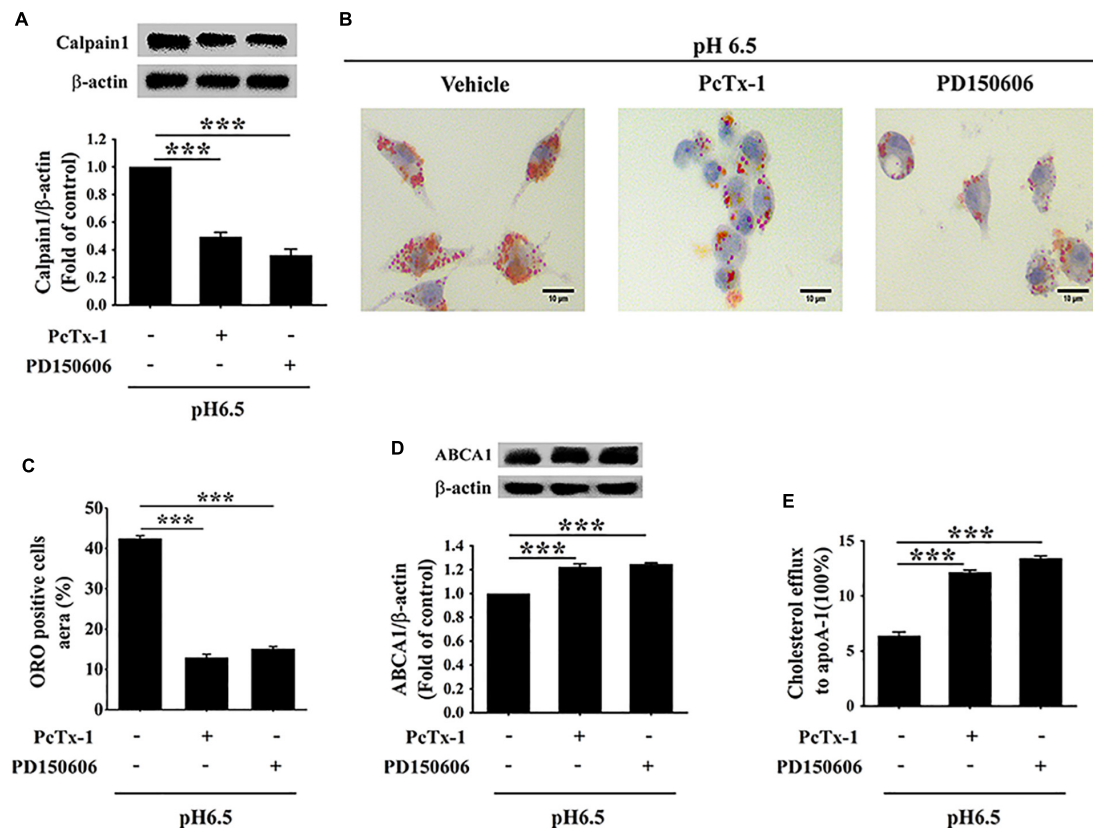 A
Calpain1
β-actin
***
***
Calpain1/β-actin
(Fold of control)
1.2
1.0
0.8
0.6
0.4
0.2
0.0
PcTx-1 - + -
PD150606 - - +
pH6.5
B
pH 6.5
Vehicle PcTx-1 PD150606
10 μm
10 μm
10 μm
C
***
***
ORO positive cells
aera (%)
50
40
30
20
10
0
PcTx-1 - + -
PD150606 - - +
pH6.5
D
ABCA1
β-actin
***
***
ABCA1/β-actin
(Fold of control)
1.4
1.2
1.0
0.8
0.6
0.4
0.2
0.0
PcTx-1 - + -
PD150606 - - +
pH6.5
E
***
***
Cholesterol efflux
to apoA-1(100%)
15
10
5
0
PcTx-1 - + -
PD150606 - - +
pH6.5